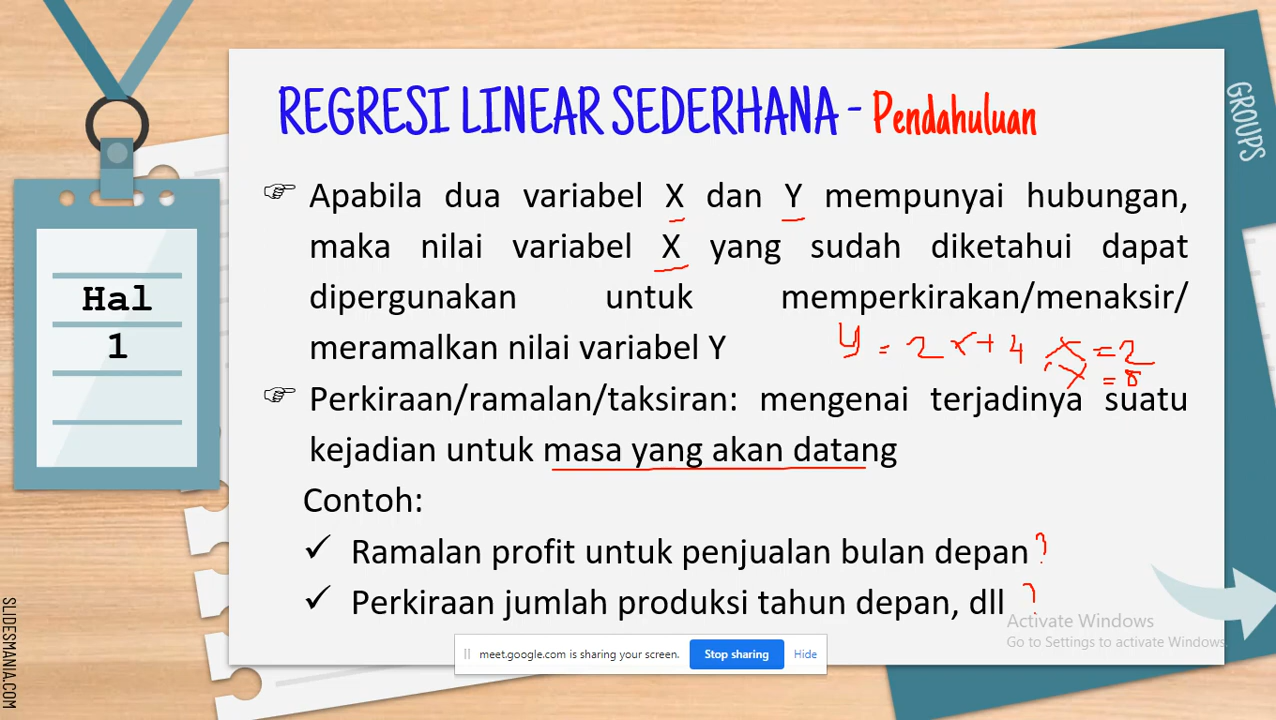 REGRESI LINEAR SEDERHANA - Pendahuluan
GROUPS
Apabila dua variabel X dan Y mempunyai hubungan,
maka nilai variabel X yang sudah diketahui dapat
dipergunakan untuk memperkirakan/menaksir/
meramalkan nilai variabel Y
y = 2x + 4 x = 2
x = 8
Hal
1
Perkiraan/ramalan/taksiran: mengenai terjadinya suatu
kejadian untuk masa yang akan datang
Contoh:
✓ Ramalan profit untuk penjualan bulan depan ?
✓ Perkiraan jumlah produksi tahun depan, dll ?
Activate Windows
Go to Settings to activate Windows.
meet.google.com is sharing your screen. Stop sharing Hide
SLIDESMANIA.COM